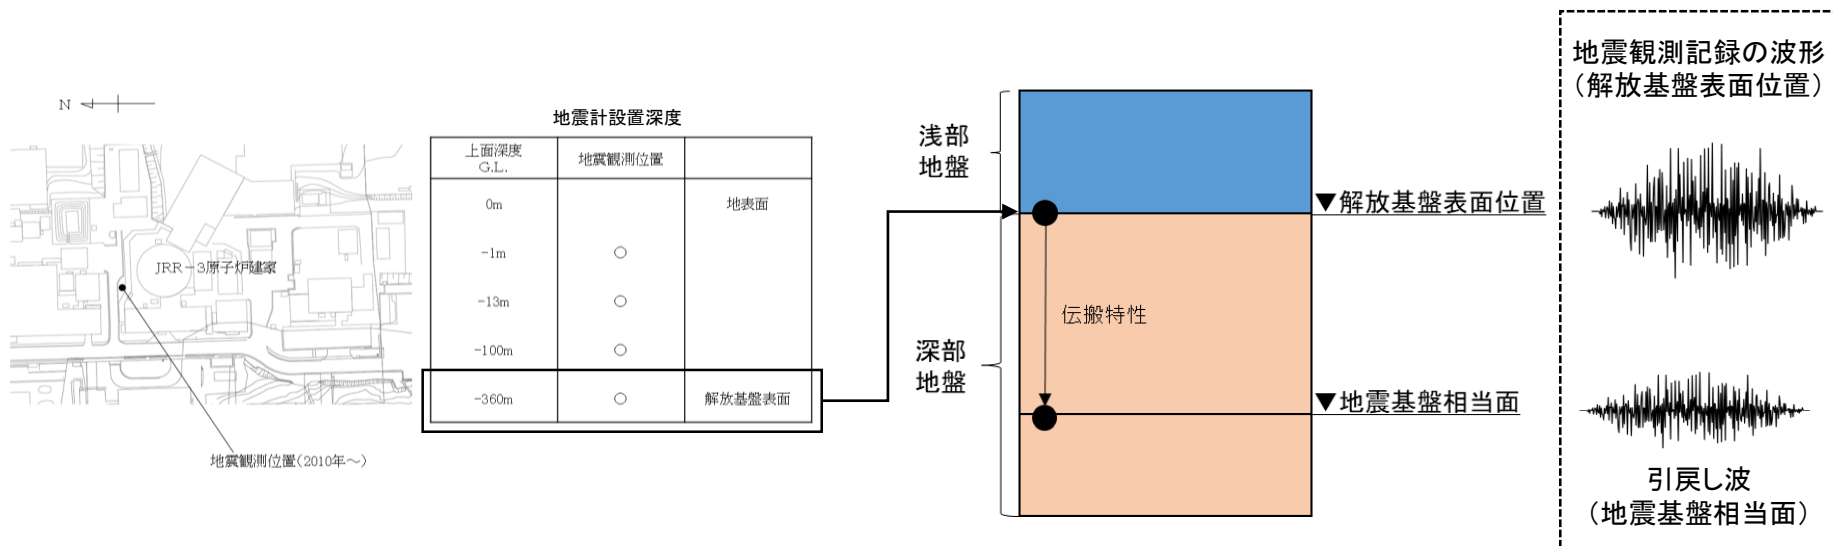 N
JRR-3原子炉建家
地震観測位置(2010年~)
地震計設置深度
上面深度
G.L.
地震観測位置
0m
地表面
-1m
○
-13m
○
-100m
○
-360m
○
解放基盤表面
浅部
地盤
深部
地盤
伝搬特性
▼解放基盤表面位置
▼地震基盤相当面
地震観測記録の波形
(解放基盤表面位置)
引戻し波
(地震基盤相当面)